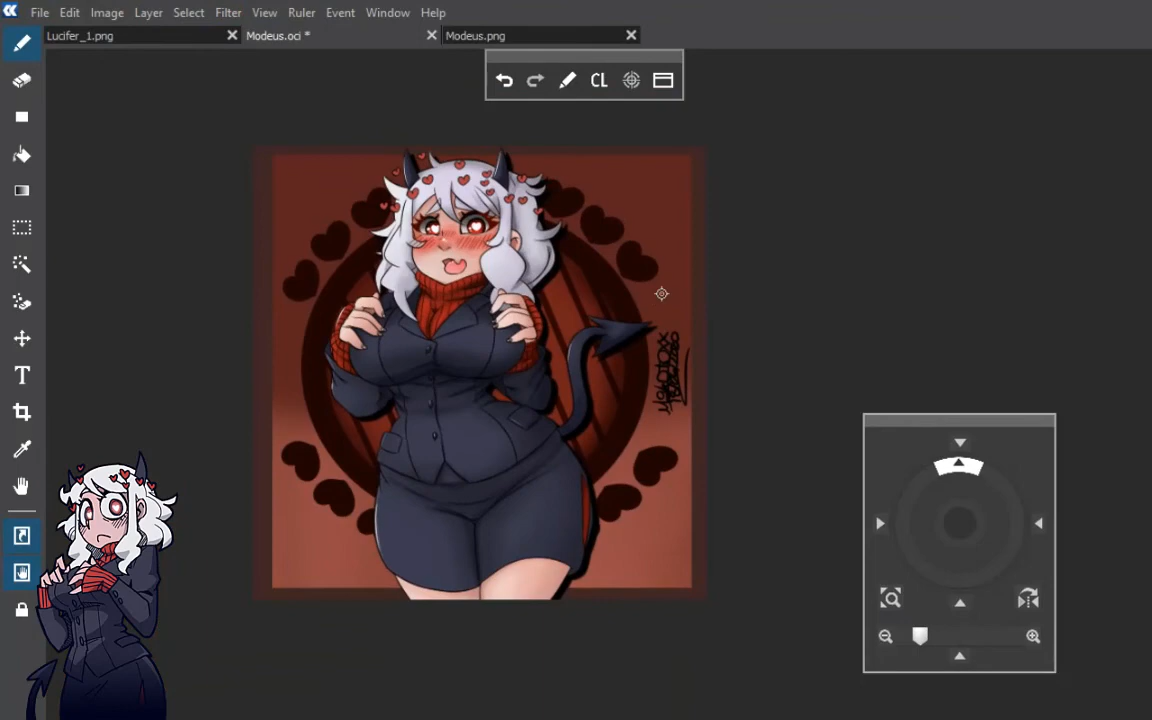 File Edit Image Layer Select Filter View Ruler Event Window Help
Lucifer_1.png Modeus.oci * Modeus.png
CL
T